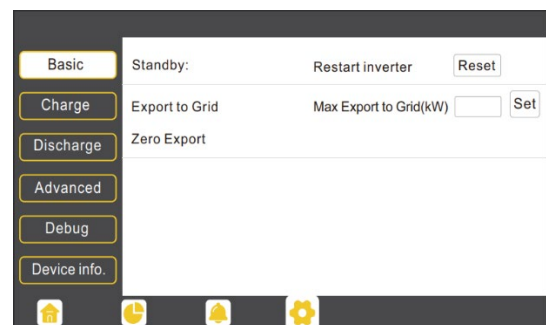 Basic
Standby:
Restart inverter
Reset
Charge
Export to Grid
Max Export to Grid(kW)
Set
Discharge
Zero Export
Advanced
Debug
Device info.